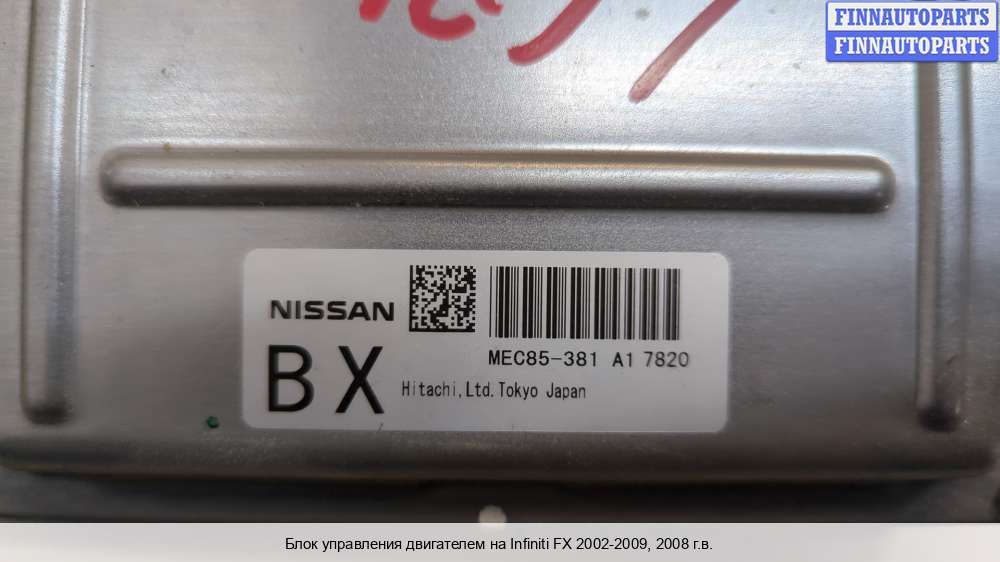 FINNAUTOPARTS
FINNAUTOPARTS
NISSAN
BX
MEC85-381 A1 7820
Hitachi,Ltd.Tokyo Japan
Блок управления двигателем на Infiniti FX 2002-2009, 2008 г.в.